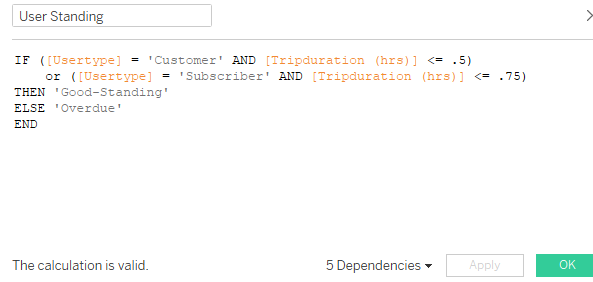 User Standing
IF ([Usertype] = 'Customer' AND [Tripduration (hrs)] <= .5)
    or ([Usertype] = 'Subscriber' AND [Tripduration (hrs)] <= .75)
THEN 'Good-Standing'
ELSE 'Overdue'
END
The calculation is valid. 5 Dependencies Apply OK